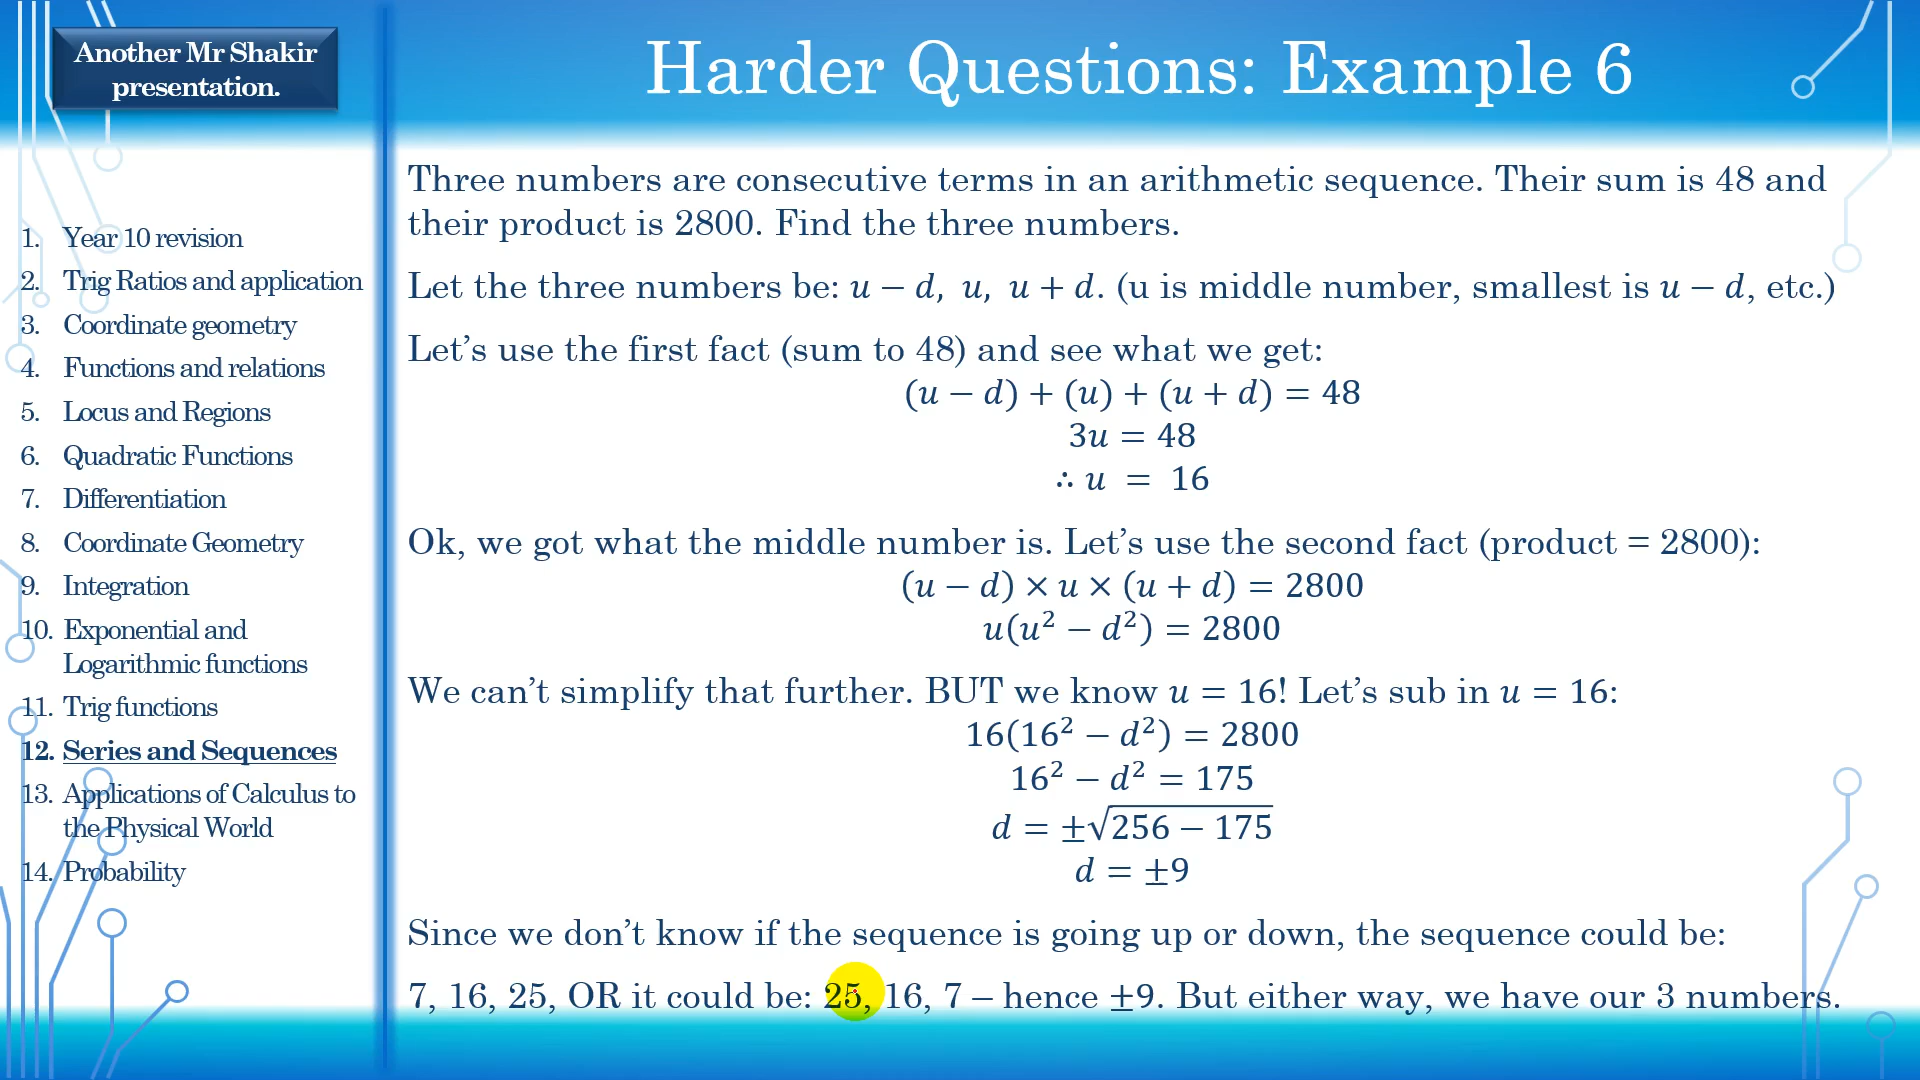 Another Mr Shakir
presentation.
Harder Questions: Example 6
1. Year 10 revision
2. Trig Ratios and application
3. Coordinate geometry
4. Functions and relations
5. Locus and Regions
6. Quadratic Functions
7. Differentiation
8. Coordinate Geometry
9. Integration
10. Exponential and
Logarithmic functions
11. Trig functions
12. Series and Sequences
13. Applications of Calculus to
the Physical World
14. Probability
Three numbers are consecutive terms in an arithmetic sequence. Their sum is 48 and
their product is 2800. Find the three numbers.
Let the three numbers be: u − d, u, u + d. (u is middle number, smallest is u − d, etc.)
Let’s use the first fact (sum to 48) and see what we get:
(u − d) + (u) + (u + d) = 48
3u = 48
∴ u = 16
Ok, we got what the middle number is. Let’s use the second fact (product = 2800):
(u − d) × u × (u + d) = 2800
u(u² − d²) = 2800
We can’t simplify that further. BUT we know u = 16! Let’s sub in u = 16:
16(16² − d²) = 2800
16² − d² = 175
d = ±√256 − 175
d = ±9
Since we don’t know if the sequence is going up or down, the sequence could be:
7, 16, 25, OR it could be: 25, 16, 7 – hence ±9. But either way, we have our 3 numbers.